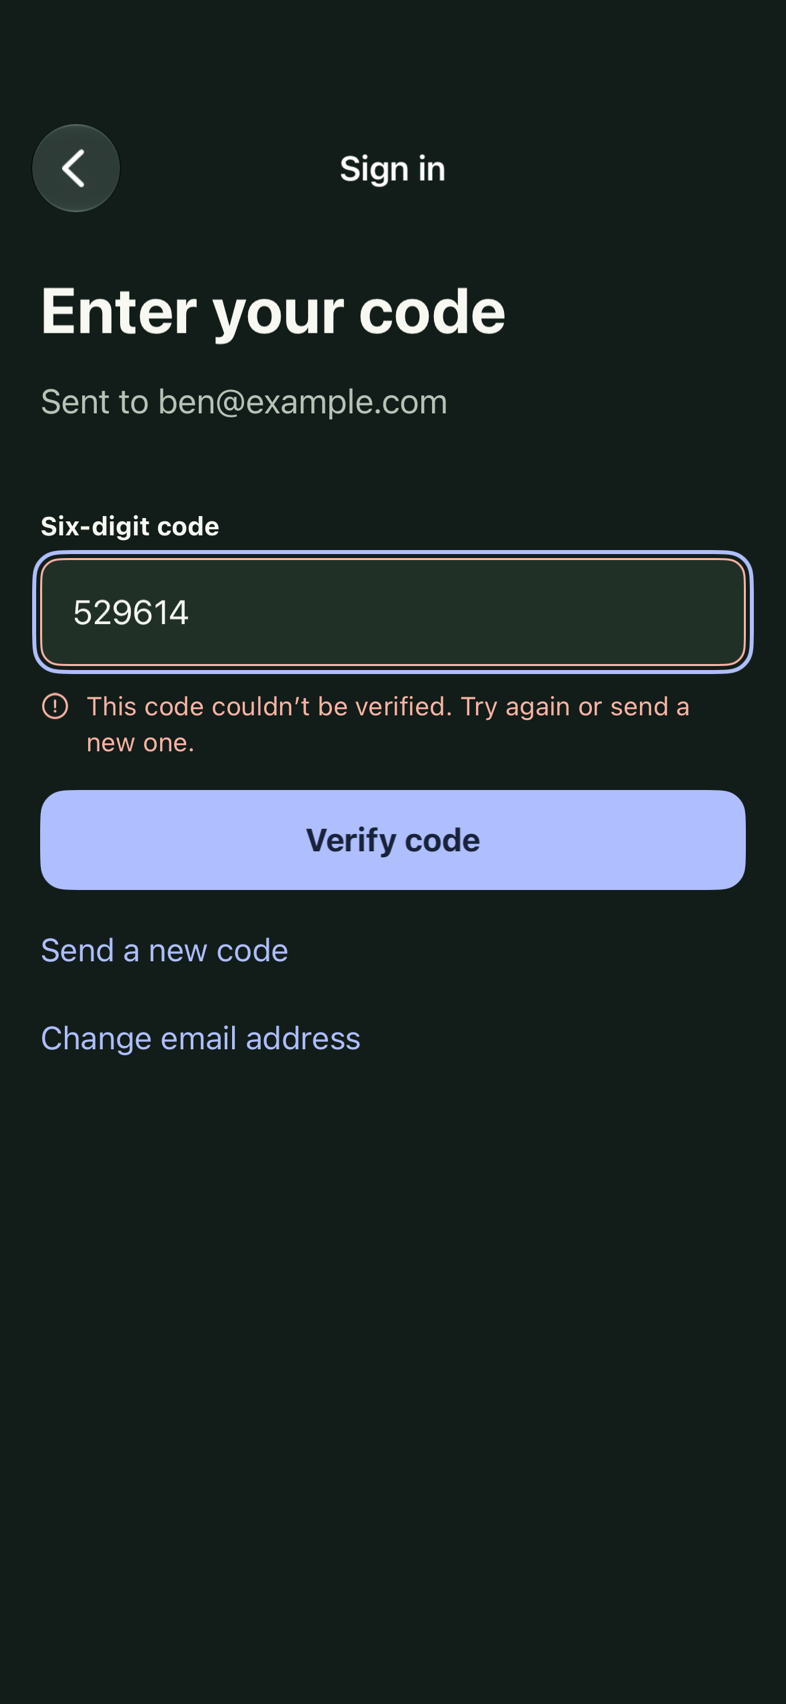 Sign in
Enter your code
Sent to ben@example.com
Six-digit code
529614
This code couldn’t be verified. Try again or send a
new one.
Verify code
Send a new code
Change email address